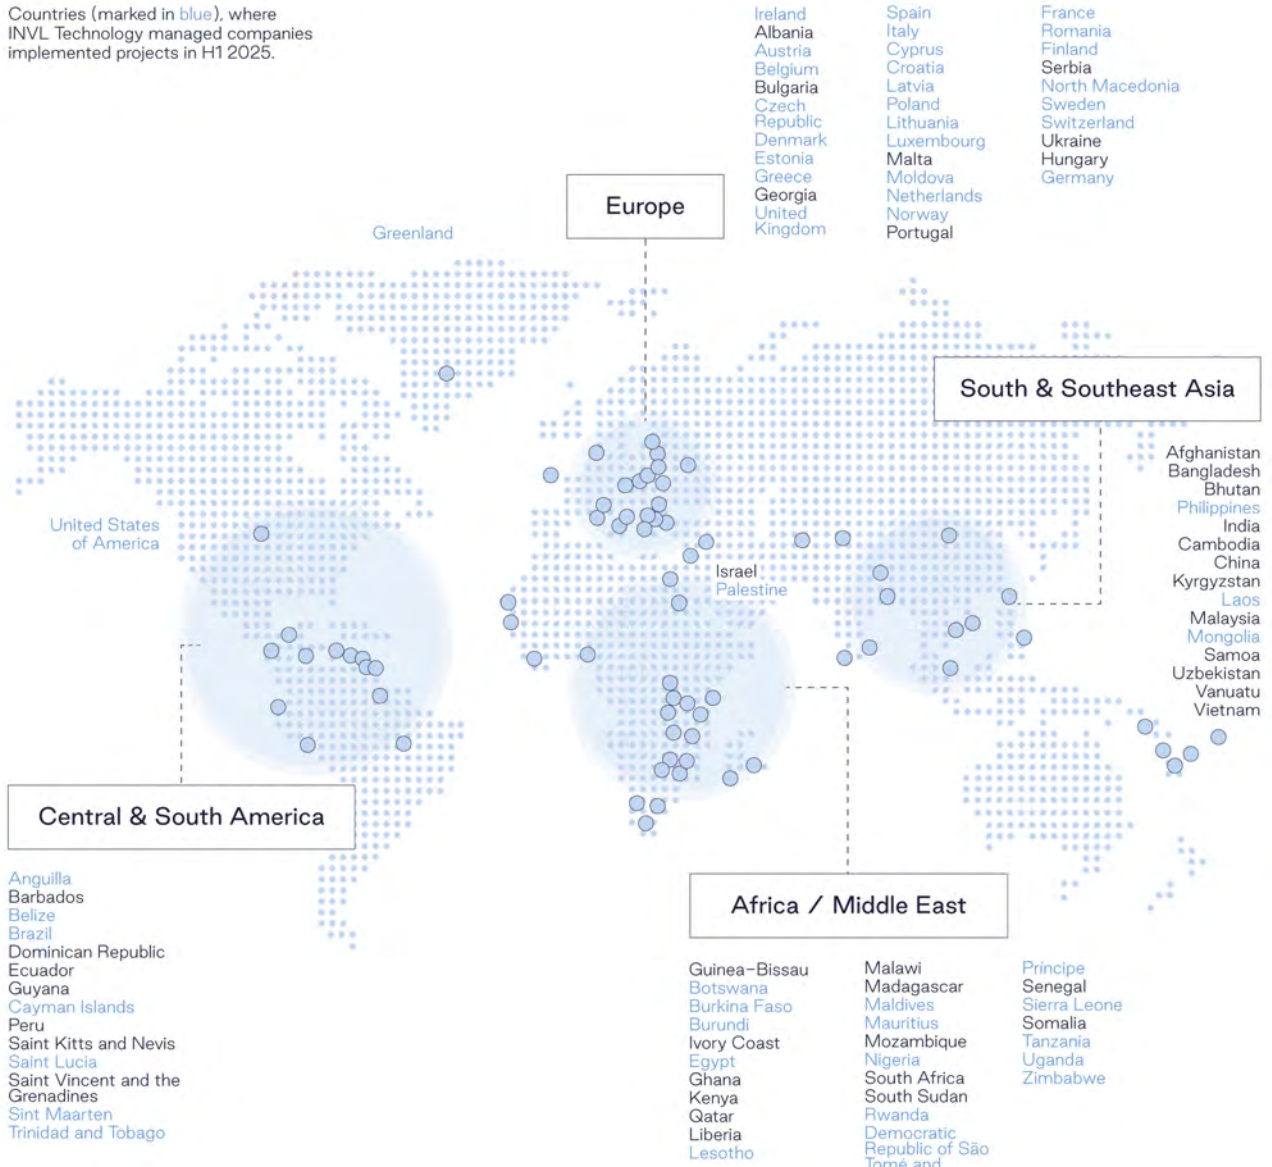 Countries (marked in blue), where
INVL Technology managed companies
implemented projects in H1 2025.
Ireland
Albania
Austria
Belgium
Bulgaria
Czech
Republic
Denmark
Estonia
Greece
Georgia
United
Kingdom
Spain
Italy
Cyprus
Croatia
Latvia
Poland
Lithuania
Luxembourg
Malta
Moldova
Netherlands
Norway
Portugal
France
Romania
Finland
Serbia
North Macedonia
Sweden
Switzerland
Ukraine
Hungary
Germany
Europe
Greenland
South & Southeast Asia
Afghanistan
Bangladesh
Bhutan
Philippines
India
Cambodia
China
Kyrgyzstan
Laos
Malaysia
Mongolia
Samoa
Uzbekistan
Vanuatu
Vietnam
United States
of America
Israel
Palestine
Central & South America
Anguilla
Barbados
Belize
Brazil
Dominican Republic
Ecuador
Guyana
Cayman Islands
Peru
Saint Kitts and Nevis
Saint Lucia
Saint Vincent and the
Grenadines
Sint Maarten
Trinidad and Tobago
Africa / Middle East
Guinea-Bissau
Botswana
Burkina Faso
Burundi
Ivory Coast
Egypt
Ghana
Kenya
Qatar
Liberia
Lesotho
Malawi
Madagascar
Maldives
Mauritius
Mozambique
Nigeria
South Africa
South Sudan
Rwanda
Democratic
Republic of São
Tomé and
Príncipe
Senegal
Sierra Leone
Somalia
Tanzania
Uganda
Zimbabwe